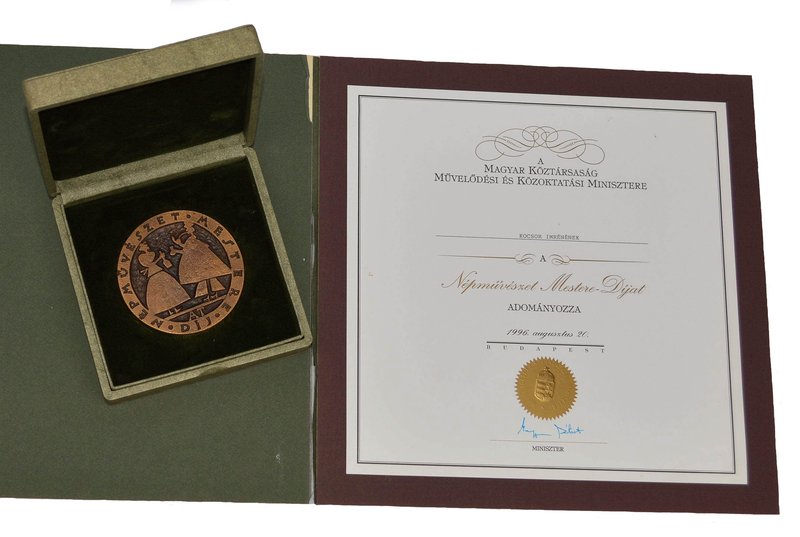 NÉPMŰVÉSZET • MESTERE • DÍJ •
A
MAGYAR KÖZTÁRSASÁG
MŰVELŐDÉSI ÉS KÖZOKTATÁSI MINISZTERE
KOCSOR IMRÉNÉNEK
A
Népművészet Mestere-Díjat
ADOMÁNYOZZA
1996. augusztus 20.
BUDAPEST
MINISZTER